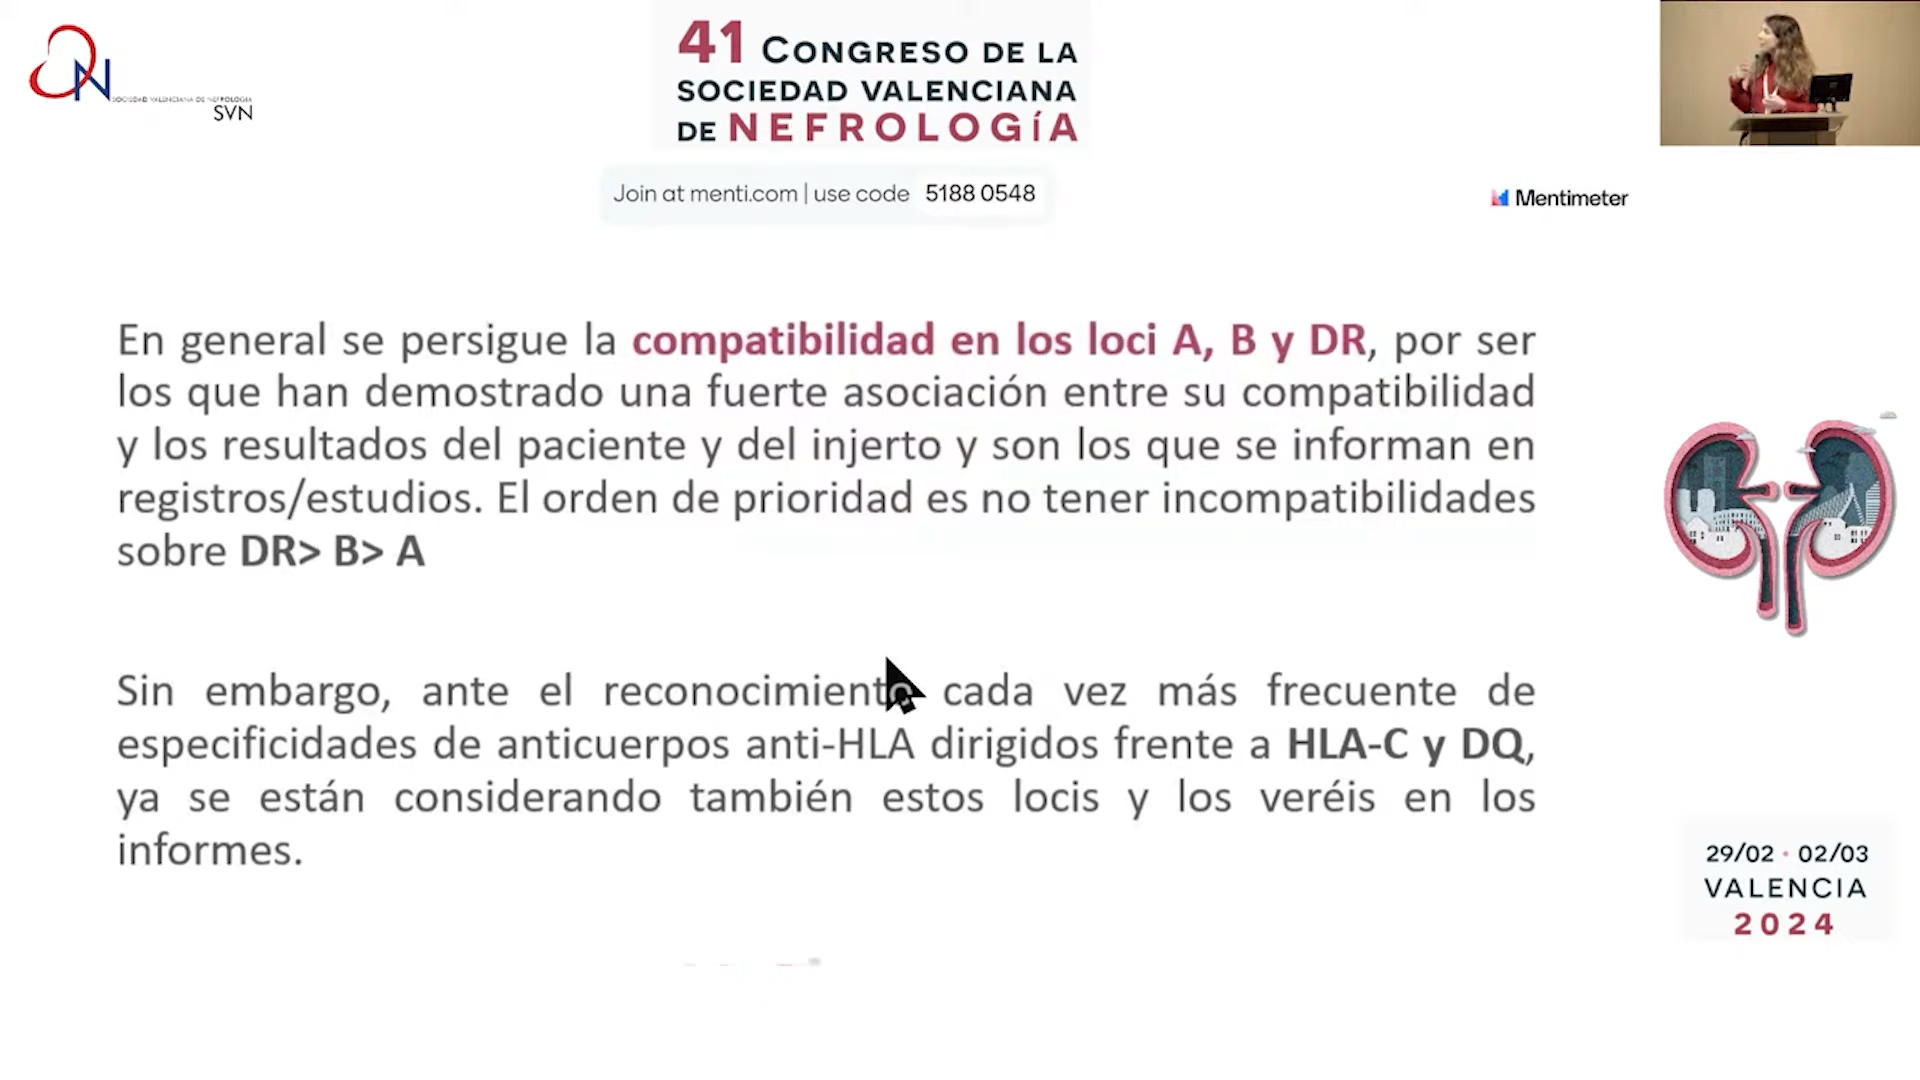 SOCIEDAD VALENCIANA DE NEFROLOGIA
SVN
41 CONGRESO DE LA
SOCIEDAD VALENCIANA
DE NEFROLOGíA
Join at menti.com | use code 5188 0548
Mentimeter
En general se persigue la compatibilidad en los loci A, B y DR, por ser
los que han demostrado una fuerte asociación entre su compatibilidad
y los resultados del paciente y del injerto y son los que se informan en
registros/estudios. El orden de prioridad es no tener incompatibilidades
sobre DR> B> A
Sin embargo, ante el reconocimiento cada vez más frecuente de
especificidades de anticuerpos anti-HLA dirigidos frente a HLA-C y DQ,
ya se están considerando también estos locis y los veréis en los
informes.
29/02 · 02/03
VALENCIA
2024